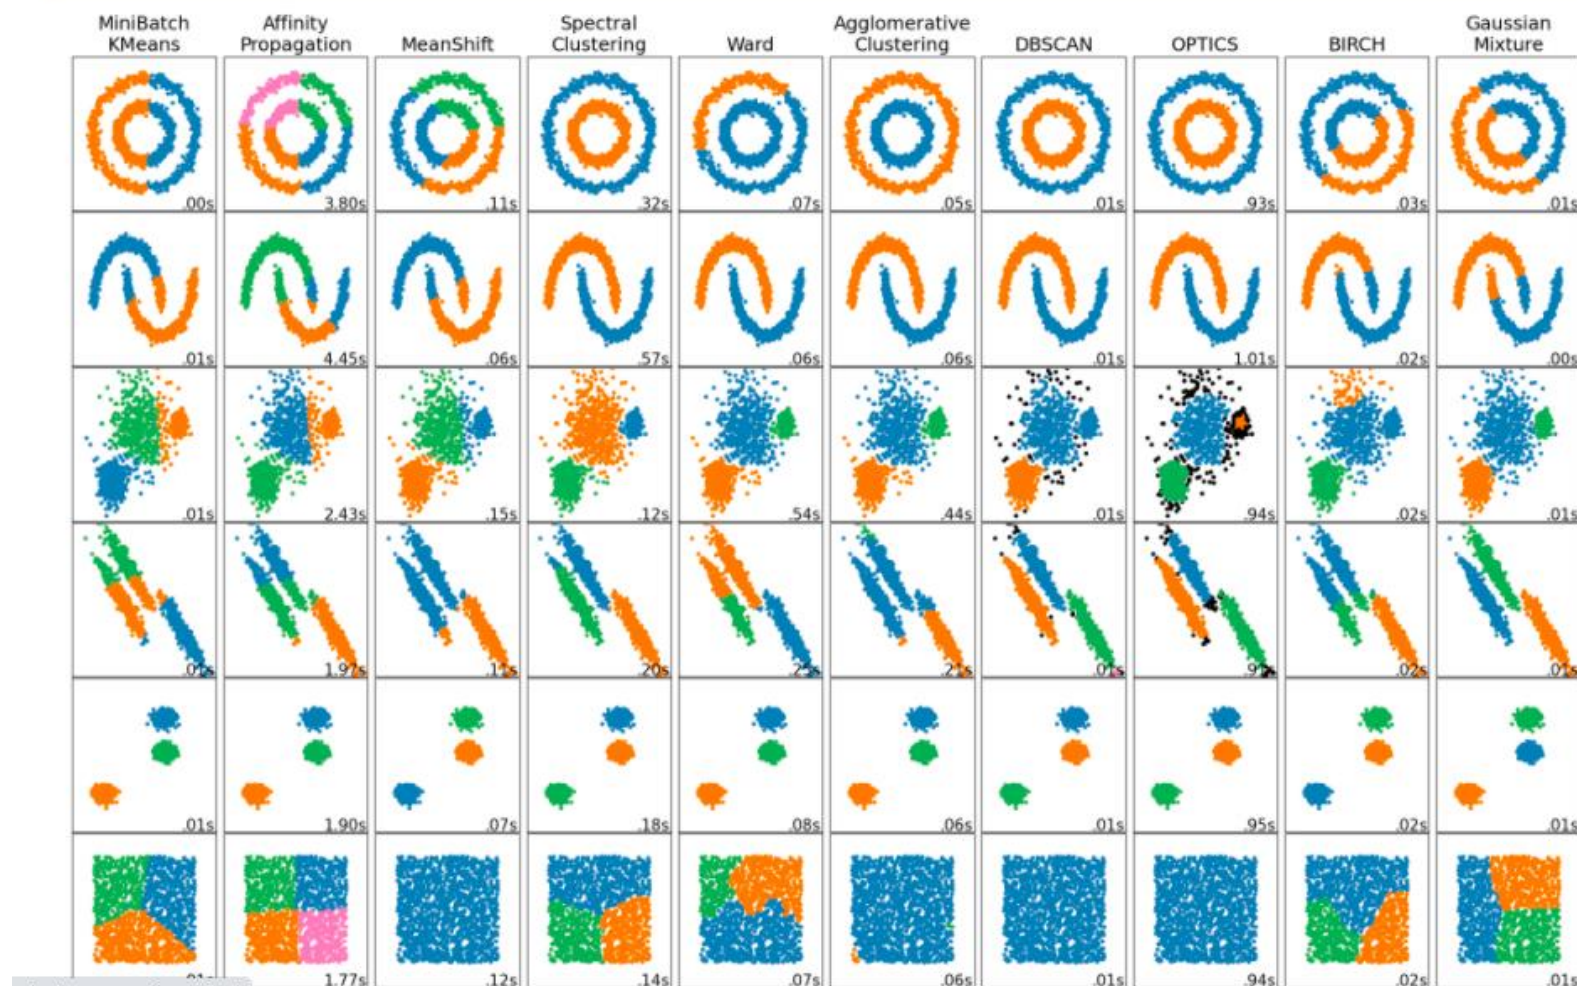 MiniBatch
KMeans
Affinity
Propagation
MeanShift
Spectral
Clustering
Ward
Agglomerative
Clustering
DBSCAN
OPTICS
BIRCH
Gaussian
Mixture
.00s 3.80s .11s .32s .07s .05s .01s .93s .03s .01s
.01s 4.45s .06s .57s .06s .06s .01s 1.01s .02s .00s
.01s 2.43s .15s .12s .54s .44s .01s .94s .02s .01s
.01s 1.97s .11s .20s .25s .21s .01s .02s .01s
.01s 1.90s .07s .18s .08s .06s .01s .95s .02s .01s
1.77s .12s .14s .07s .06s .01s .94s .02s .01s